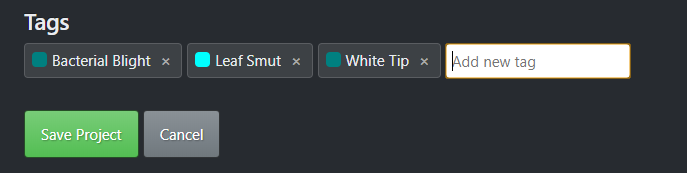 Tags
Bacterial Blight × Leaf Smut × White Tip × Add new tag
Save Project Cancel